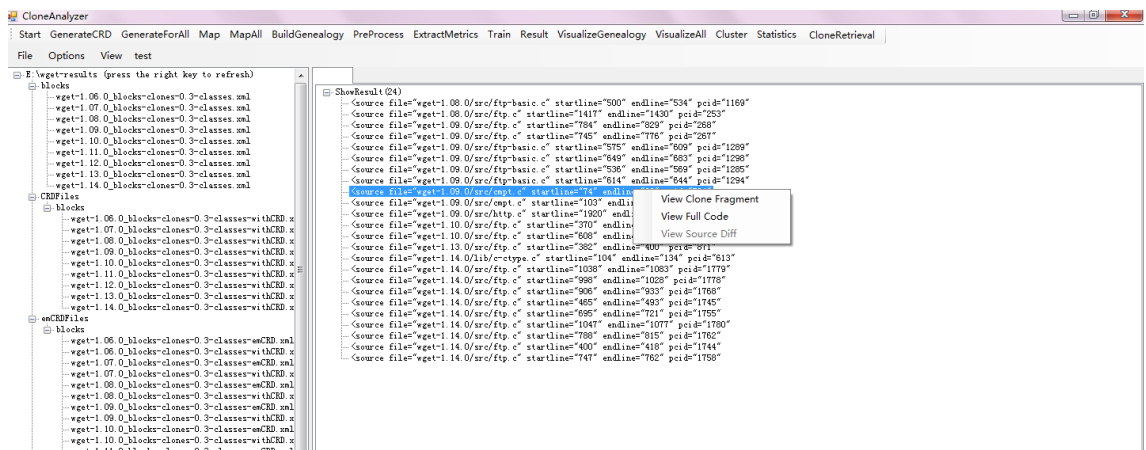 CloneAnalyzer
Start GenerateCRD GenerateForAll Map MapAll BuildGenealogy PreProcess ExtractMetrics Train Result VisualizeGenealogy VisualizeAll Cluster Statistics CloneRetrieval
File Options View test
E:\wget-results (press the right key to refresh)
blocks
wget-1.06.0_blocks-clones-0.3-classes.xml
wget-1.07.0_blocks-clones-0.3-classes.xml
wget-1.08.0_blocks-clones-0.3-classes.xml
wget-1.09.0_blocks-clones-0.3-classes.xml
wget-1.10.0_blocks-clones-0.3-classes.xml
wget-1.11.0_blocks-clones-0.3-classes.xml
wget-1.12.0_blocks-clones-0.3-classes.xml
wget-1.13.0_blocks-clones-0.3-classes.xml
wget-1.14.0_blocks-clones-0.3-classes.xml
CRDFiles
blocks
wget-1.06.0_blocks-clones-0.3-classes-withCRD.x
wget-1.07.0_blocks-clones-0.3-classes-withCRD.x
wget-1.08.0_blocks-clones-0.3-classes-withCRD.x
wget-1.09.0_blocks-clones-0.3-classes-withCRD.x
wget-1.10.0_blocks-clones-0.3-classes-withCRD.x
wget-1.11.0_blocks-clones-0.3-classes-withCRD.x
wget-1.12.0_blocks-clones-0.3-classes-withCRD.x
wget-1.13.0_blocks-clones-0.3-classes-withCRD.x
wget-1.14.0_blocks-clones-0.3-classes-withCRD.x
emCRDFiles
blocks
wget-1.06.0_blocks-clones-0.3-classes-emCRD.xml
wget-1.06.0_blocks-clones-0.3-classes-withCRD.x
wget-1.07.0_blocks-clones-0.3-classes-emCRD.xml
wget-1.07.0_blocks-clones-0.3-classes-withCRD.x
wget-1.08.0_blocks-clones-0.3-classes-emCRD.xml
wget-1.08.0_blocks-clones-0.3-classes-withCRD.x
wget-1.09.0_blocks-clones-0.3-classes-emCRD.xml
wget-1.09.0_blocks-clones-0.3-classes-withCRD.x
wget-1.10.0_blocks-clones-0.3-classes-emCRD.xml
wget-1.10.0_blocks-clones-0.3-classes-withCRD.x
ShowResult(24)
<source file="wget-1.08.0/src/ftp-basic.c" startline="500" endline="534" pcid="1169"
<source file="wget-1.08.0/src/ftp.c" startline="1417" endline="1430" pcid="253"
<source file="wget-1.09.0/src/ftp.c" startline="784" endline="829" pcid="268"
<source file="wget-1.09.0/src/ftp.c" startline="745" endline="776" pcid="267"
<source file="wget-1.09.0/src/ftp-basic.c" startline="575" endline="609" pcid="1289"
<source file="wget-1.09.0/src/ftp-basic.c" startline="649" endline="683" pcid="1298"
<source file="wget-1.09.0/src/ftp-basic.c" startline="536" endline="569" pcid="1285"
<source file="wget-1.09.0/src/ftp-basic.c" startline="614" endline="644" pcid="1294"
<source file="wget-1.09.0/src/cmpt.c" startline="74" endline=
<source file="wget-1.09.0/src/cmpt.c" startline="103" endl
<source file="wget-1.09.0/src/http.c" startline="1920" endl
<source file="wget-1.10.0/src/ftp.c" startline="370" endlin
<source file="wget-1.10.0/src/ftp.c" startline="608" endlin
<source file="wget-1.13.0/src/ftp.c" startline="382" endline="400" pcid="871"
<source file="wget-1.14.0/lib/c-ctype.c" startline="104" endline="134" pcid="613"
<source file="wget-1.14.0/src/ftp.c" startline="1038" endline="1083" pcid="1779"
<source file="wget-1.14.0/src/ftp.c" startline="998" endline="1028" pcid="1778"
<source file="wget-1.14.0/src/ftp.c" startline="906" endline="933" pcid="1768"
<source file="wget-1.14.0/src/ftp.c" startline="465" endline="493" pcid="1745"
<source file="wget-1.14.0/src/ftp.c" startline="695" endline="721" pcid="1755"
<source file="wget-1.14.0/src/ftp.c" startline="1047" endline="1077" pcid="1780"
<source file="wget-1.14.0/src/ftp.c" startline="788" endline="815" pcid="1762"
<source file="wget-1.14.0/src/ftp.c" startline="400" endline="418" pcid="1744"
<source file="wget-1.14.0/src/ftp.c" startline="747" endline="762" pcid="1758"
View Clone Fragment
View Full Code
View Source Diff